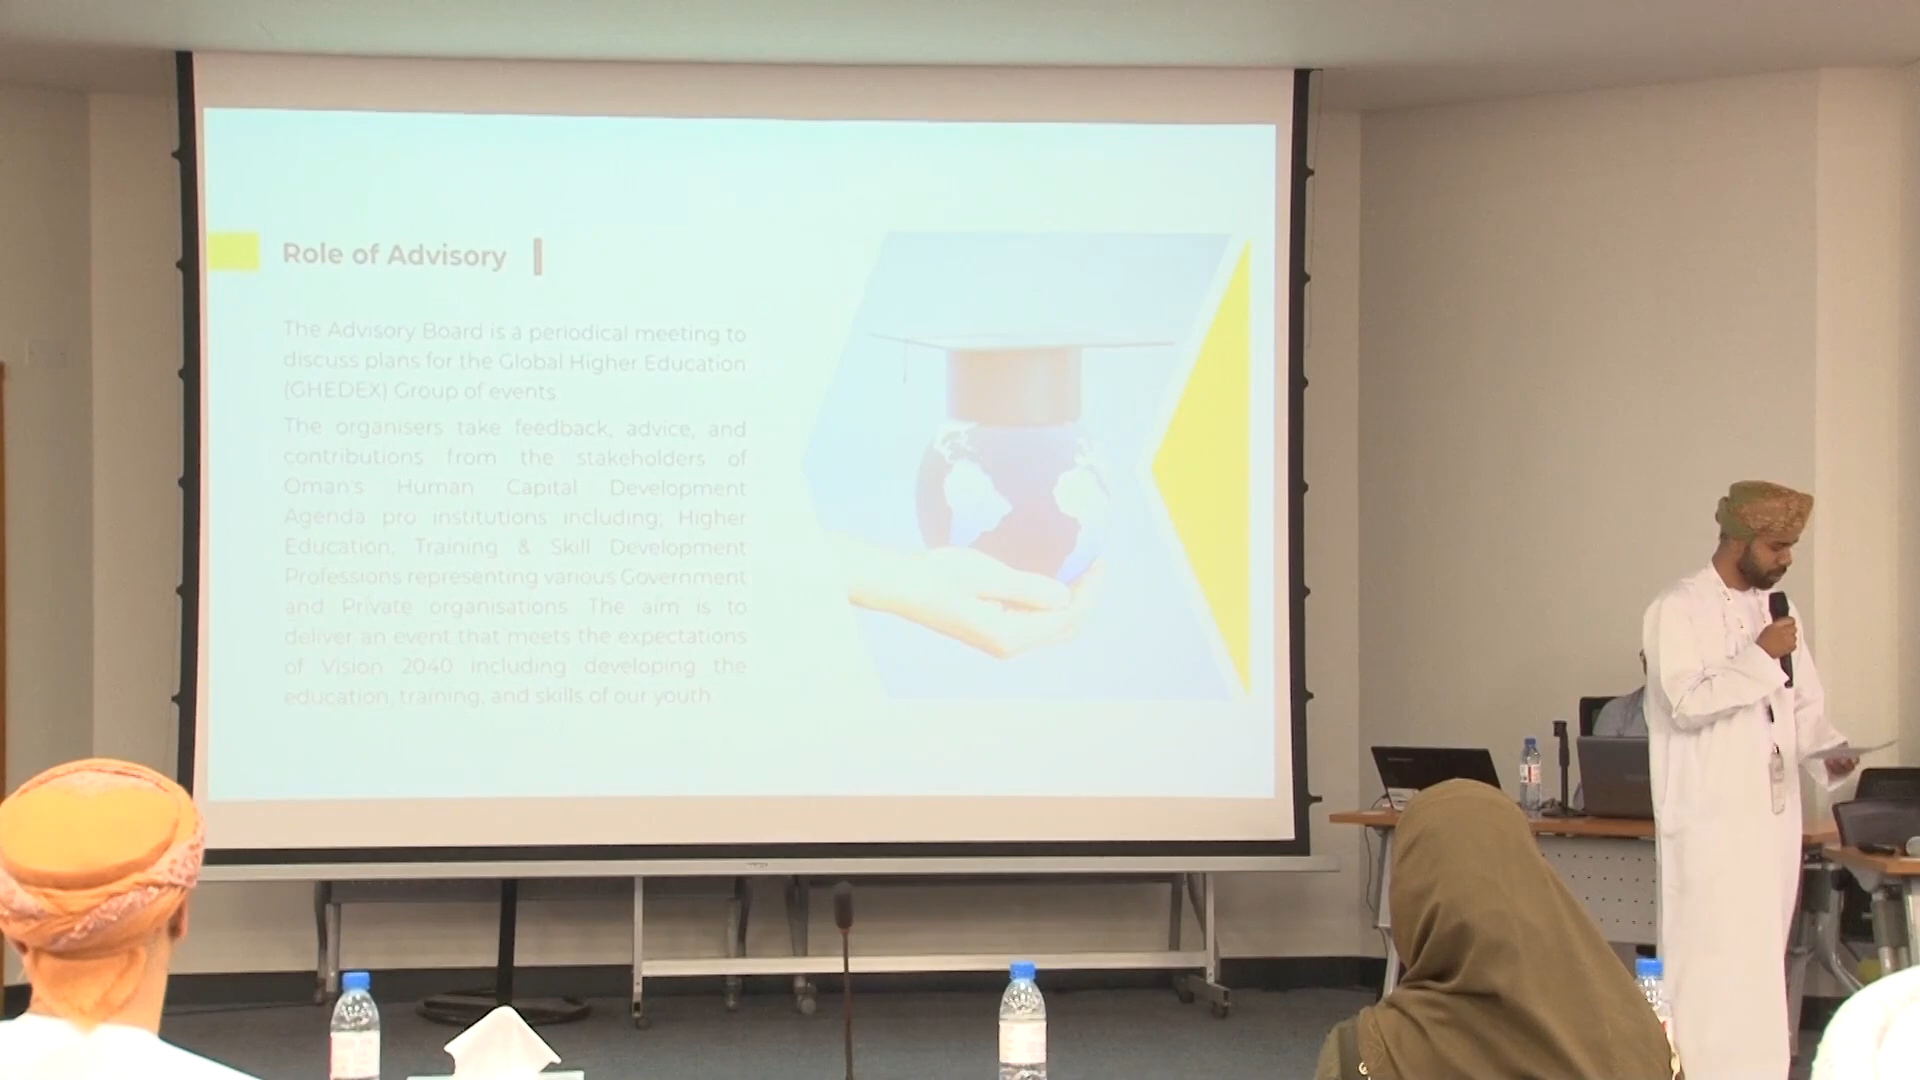 Role of Advisory
The Advisory Board is a periodical meeting to
discuss plans for the Global Higher Education
(GHEDEX) Group of events.
The organisers take feedback, advice, and
contributions from the stakeholders of
Oman's Human Capital Development
Agenda pro institutions including; Higher
Education, Training & Skill Development
Professions representing various Government
and Private organisations. The aim is to
deliver an event that meets the expectations
of Vision 2040 including developing the
education, training, and skills of our youth.